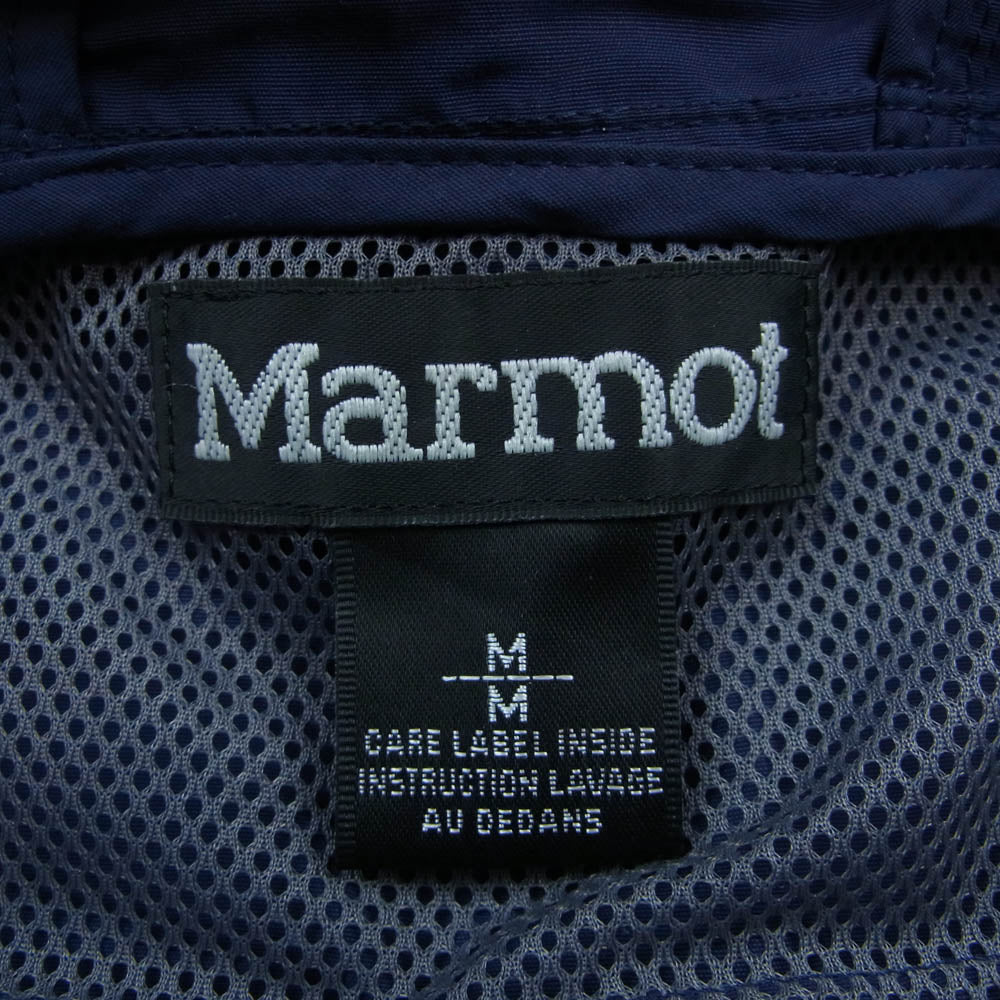 Marmot
M
M
CARE LABEL INSIDE
INSTRUCTION LAVAGE
AU DEDANS